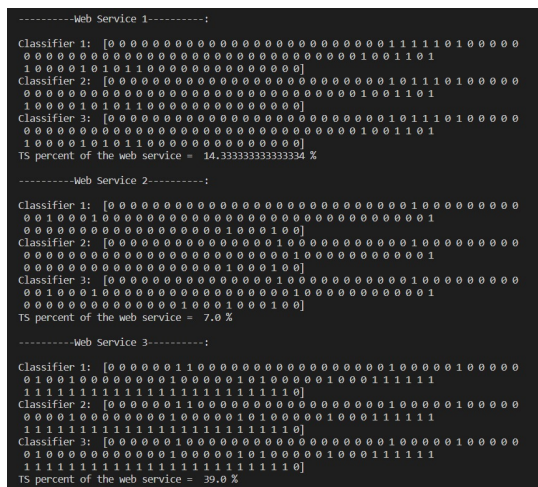 ----------Web Service 1----------:
Classifier 1:  [0 0 0 0 0 0 0 0 0 0 0 0 0 0 0 0 0 0 0 0 0 0 0 0 0 1 1 1 1 1 0 1 0 0 0 0 0
0 0 0 0 0 0 0 0 0 0 0 0 0 0 0 0 0 0 0 0 0 0 0 0 0 0 0 0 0 0 1 0 0 1 1 0 1
1 0 0 0 0 1 0 1 0 1 1 0 0 0 0 0 0 0 0 0 0 0 0 0 0 0]
Classifier 2:  [0 0 0 0 0 0 0 0 0 0 0 0 0 0 0 0 0 0 0 0 0 0 0 0 0 1 0 1 1 1 0 1 0 0 0 0 0
0 0 0 0 0 0 0 0 0 0 0 0 0 0 0 0 0 0 0 0 0 0 0 0 0 0 0 0 0 0 1 0 0 1 1 0 1
1 0 0 0 0 1 0 1 0 1 1 0 0 0 0 0 0 0 0 0 0 0 0 0 0 0]
Classifier 3:  [0 0 0 0 0 0 0 0 0 0 0 0 0 0 0 0 0 0 0 0 0 0 0 0 0 1 0 1 1 1 0 1 0 0 0 0 0
0 0 0 0 0 0 0 0 0 0 0 0 0 0 0 0 0 0 0 0 0 0 0 0 0 0 0 0 0 0 1 0 0 1 1 0 1
1 0 0 0 0 1 0 1 0 1 1 0 0 0 0 0 0 0 0 0 0 0 0 0 0 0]
TS percent of the web service =  14.333333333333334 %
----------Web Service 2----------:
Classifier 1:  [0 0 0 0 0 0 0 0 0 0 0 0 0 0 0 0 0 0 0 0 0 0 0 0 0 0 0 1 0 0 0 0 0 0 0 0 0
0 0 1 0 0 0 1 0 0 0 0 0 0 0 0 0 0 0 0 0 0 0 0 0 0 0 0 0 0 0 0 0 0 0 0 0 1
0 0 0 0 0 0 0 0 0 0 0 0 0 0 0 0 0 0 0 1 0 0 0 1 0 0]
Classifier 2:  [0 0 0 0 0 0 0 0 0 0 0 0 0 0 0 1 0 0 0 0 0 0 0 0 0 0 0 1 0 0 0 0 0 0 0 0 0
0 0 0 0 0 0 0 0 0 0 0 0 0 0 0 0 0 0 0 0 0 0 0 0 1 0 0 0 0 0 0 0 0 0 0 0 1
0 0 0 0 0 0 0 0 0 0 0 0 0 0 0 0 0 0 0 1 0 0 0 1 0 0]
Classifier 3:  [0 0 0 0 0 0 0 0 0 0 0 0 0 0 0 1 0 0 0 0 0 0 0 0 0 0 0 1 0 0 0 0 0 0 0 0 0
0 0 1 0 0 0 1 0 0 0 0 0 0 0 0 0 0 0 0 0 0 0 0 0 1 0 0 0 0 0 0 0 0 0 0 0 1
0 0 0 0 0 0 0 0 0 0 0 0 0 0 0 1 0 0 0 1 0 0 0 1 0 0]
TS percent of the web service =  7.0 %
----------Web Service 3----------:
Classifier 1:  [0 0 0 0 0 0 1 1 0 0 0 0 0 0 0 0 0 0 0 0 0 0 0 0 0 1 0 0 0 0 0 1 0 0 0 0 0
0 1 0 0 1 0 0 0 0 0 0 0 0 1 0 0 0 0 0 1 0 1 0 0 0 0 0 1 0 0 0 1 1 1 1 1 1
1 1 1 1 1 1 1 1 1 1 1 1 1 1 1 1 1 1 1 1 1 1 1 1 0]
Classifier 2:  [0 0 0 0 0 0 1 1 0 0 0 0 0 0 0 0 0 0 0 0 0 0 0 0 0 1 0 0 0 0 0 1 0 0 0 0 0
0 0 0 0 1 0 0 0 0 0 0 0 0 1 0 0 0 0 0 1 0 1 0 0 0 0 0 1 0 0 0 1 1 1 1 1 1
1 1 1 1 1 1 1 1 1 1 1 1 1 1 1 1 1 1 1 1 1 1 1 1 0]
Classifier 3:  [0 0 0 0 0 0 1 0 0 0 0 0 0 0 0 0 0 0 0 0 0 0 0 0 0 1 0 0 0 0 0 1 0 0 0 0 0
0 1 0 0 0 0 0 0 0 0 0 0 0 1 0 0 0 0 0 1 0 1 0 0 0 0 0 1 0 0 0 1 1 1 1 1 1
1 1 1 1 1 1 1 1 1 1 1 1 1 1 1 1 1 1 1 1 1 1 1 1 0]
TS percent of the web service =  39.0 %